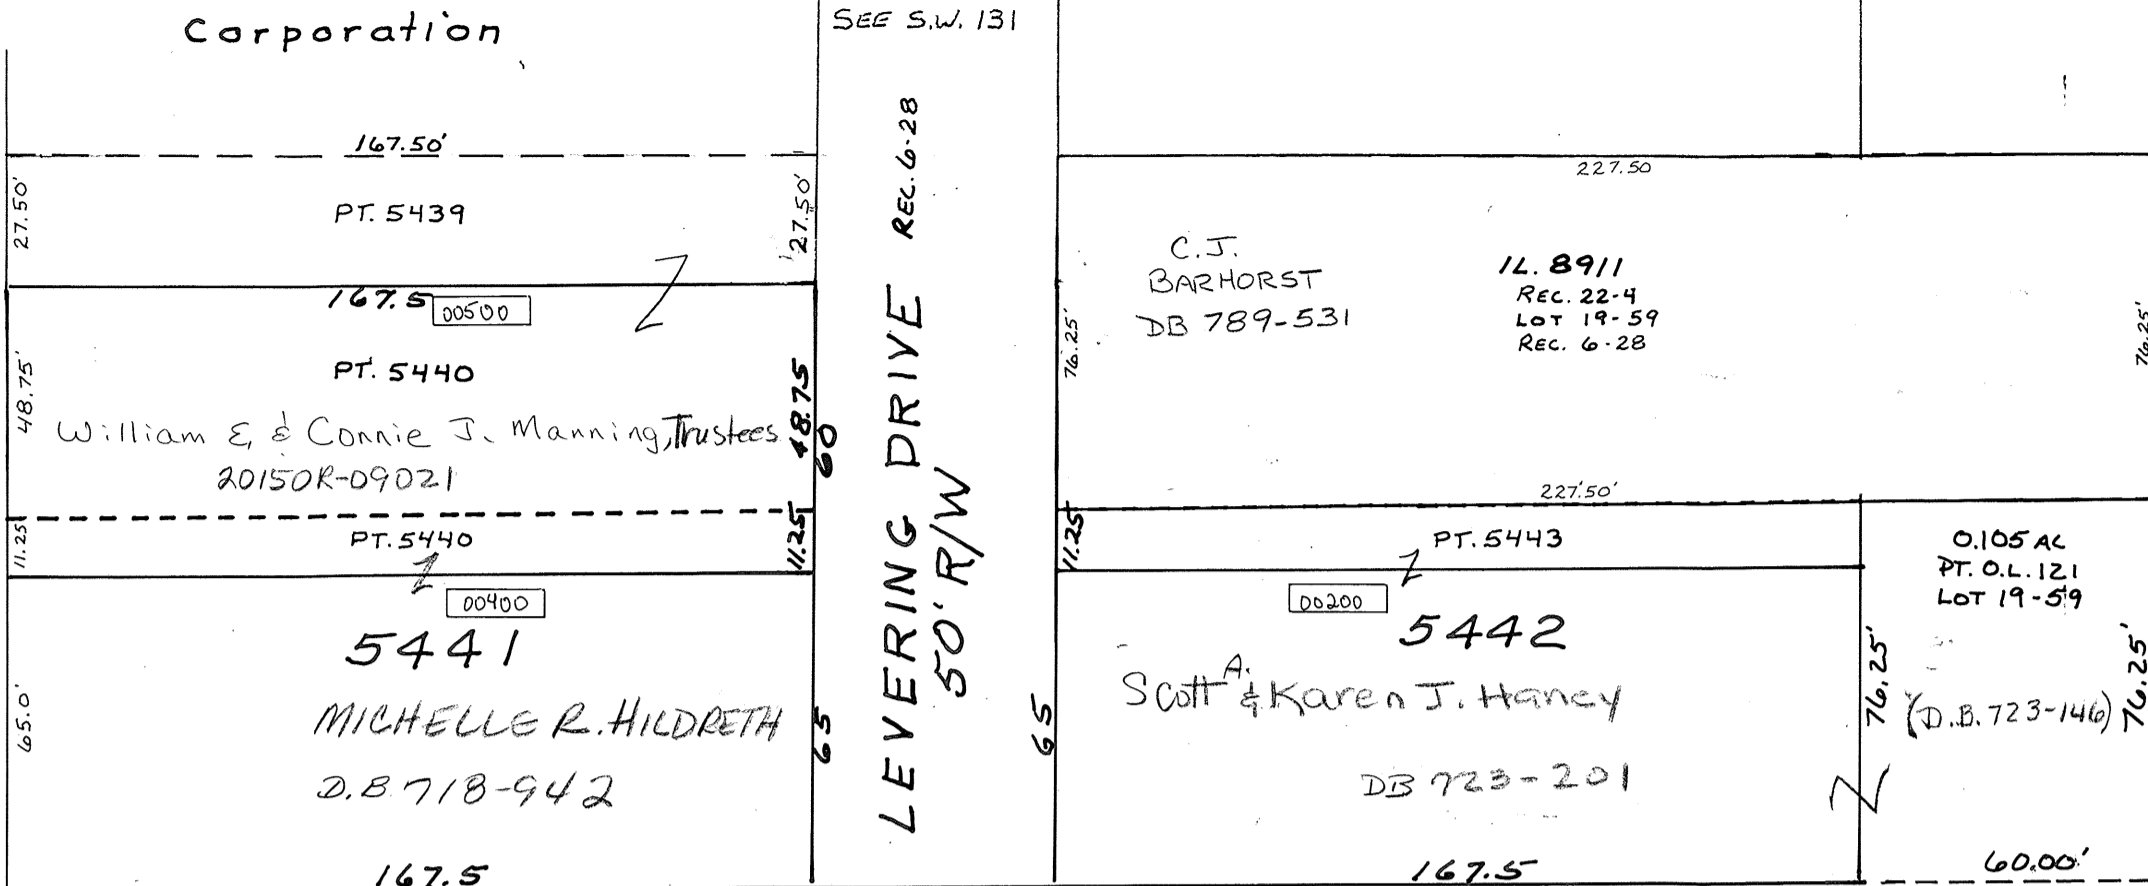 Corporation
167.50'
27.50'
PT. 5439
27.50'
167.5
00500
48.75'
PT. 5440
48.75
60
William E, & Connie J. Manning, Trustees
20150R-09021
11.25
PT. 5440
11.25
00400
5441
65.0'
MICHELLE R. HILDRETH
65
D.B. 718-942
167.5
SEE S.W. 131
LEVERING DRIVE REC. 6-28
50' R/W
227.50
C.J.
BARHORST
DB 789-531
76.25'
IL. 8911
REC. 22-4
LOT 19-59
REC. 6-28
76.25'
227.50'
11.25
PT. 5443
00200
5442
Scott A. & Karen J. Haney
65
DB 723-201
167.5
0.105 AC
PT. O.L. 121
LOT 19-59
76.25'
(D.B. 723-146)
76.25'
60.00'